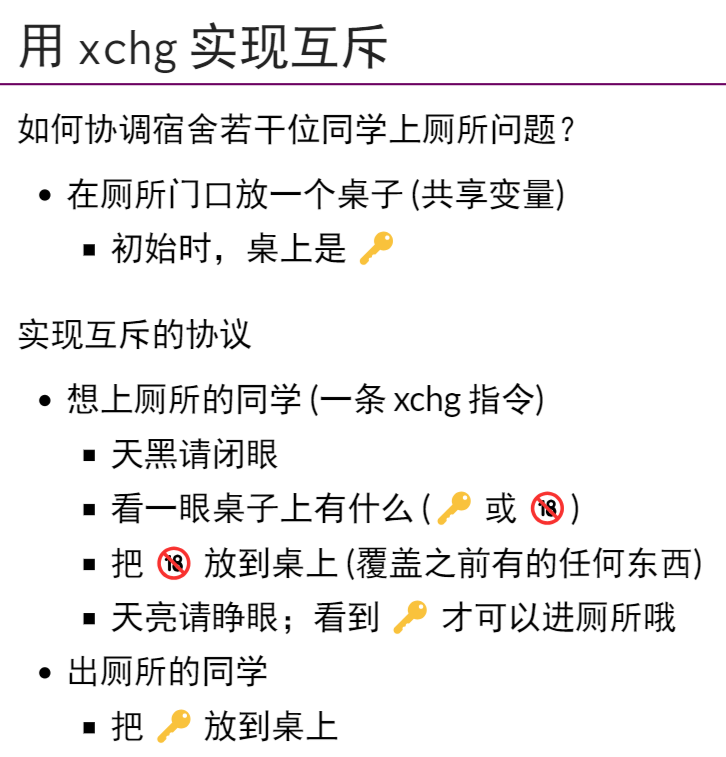 用 xchg 实现互斥
如何协调宿舍若干位同学上厕所问题？
• 在厕所门口放一个桌子 (共享变量)
▪ 初始时，桌上是 🔑
实现互斥的协议
• 想上厕所的同学 (一条 xchg 指令)
▪ 天黑请闭眼
▪ 看一眼桌子上有什么 (🔑 或 🔞)
▪ 把 🔞 放到桌上 (覆盖之前有的任何东西)
▪ 天亮请睁眼；看到 🔑 才可以进厕所哦
• 出厕所的同学
▪ 把 🔑 放到桌上